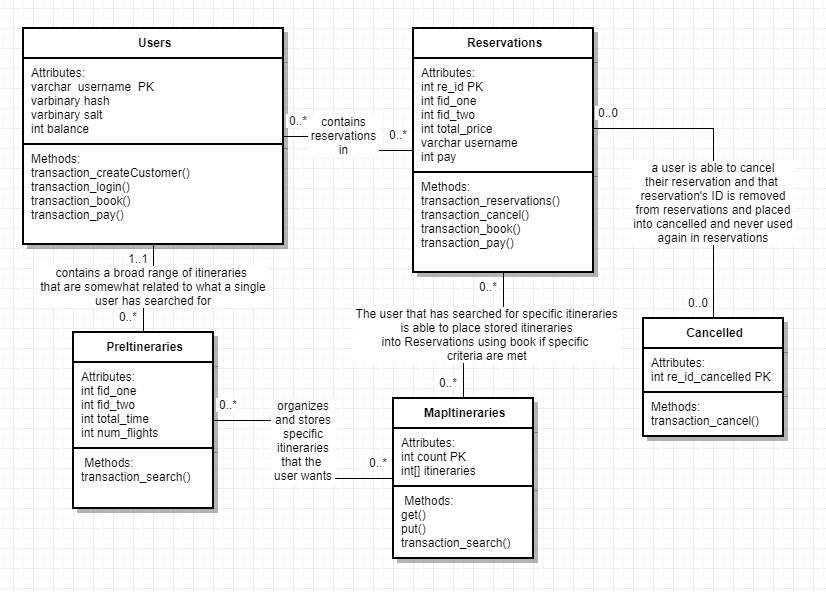 Users
Attributes:
varchar username PK
varbinary hash
varbinary salt
int balance
Methods:
transaction_createCustomer()
transaction_login()
transaction_book()
transaction_pay()
0..*
contains
reservations
in
0..*
Reservations
Attributes:
int re_id PK
int fid_one
int fid_two
int total_price
varchar username
int pay
Methods:
transaction_reservations()
transaction_cancel()
transaction_book()
transaction_pay()
0..0
a user is able to cancel
their reservation and that
reservation's ID is removed
from reservations and placed
into cancelled and never used
again in reservations
0..0
1..1
contains a broad range of itineraries
that are somewhat related to what a single
user has searched for
0..*
0..*
The user that has searched for specific itineraries
is able to place stored itineraries
into Reservations using book if specific
criteria are met
0..*
PreItineraries
Attributes:
int fid_one
int fid_two
int total_time
int num_flights
Methods:
transaction_search()
0..*
organizes
and stores
specific
itineraries
that the
user wants
0..*
MapItineraries
Attributes:
int count PK
int[] itineraries
Methods:
get()
put()
transaction_search()
Cancelled
Attributes:
int re_id_cancelled PK
Methods:
transaction_cancel()